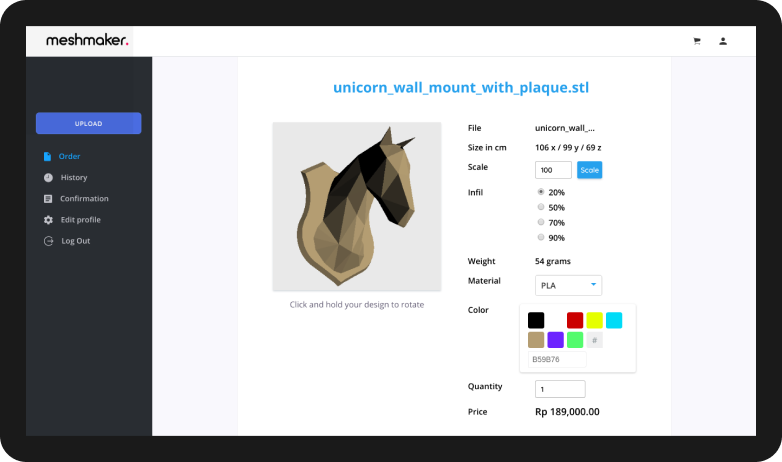 meshmaker.
UPLOAD
Order
History
Confirmation
Edit profile
Log Out
unicorn_wall_mount_with_plaque.stl
Click and hold your design to rotate
File unicorn_wall_...
Size in cm 106 x / 99 y / 69 z
Scale 100 Scale
Infil 20%
50%
70%
90%
Weight 54 grams
Material PLA
Color
#
B59B76
Quantity 1
Price Rp 189,000.00